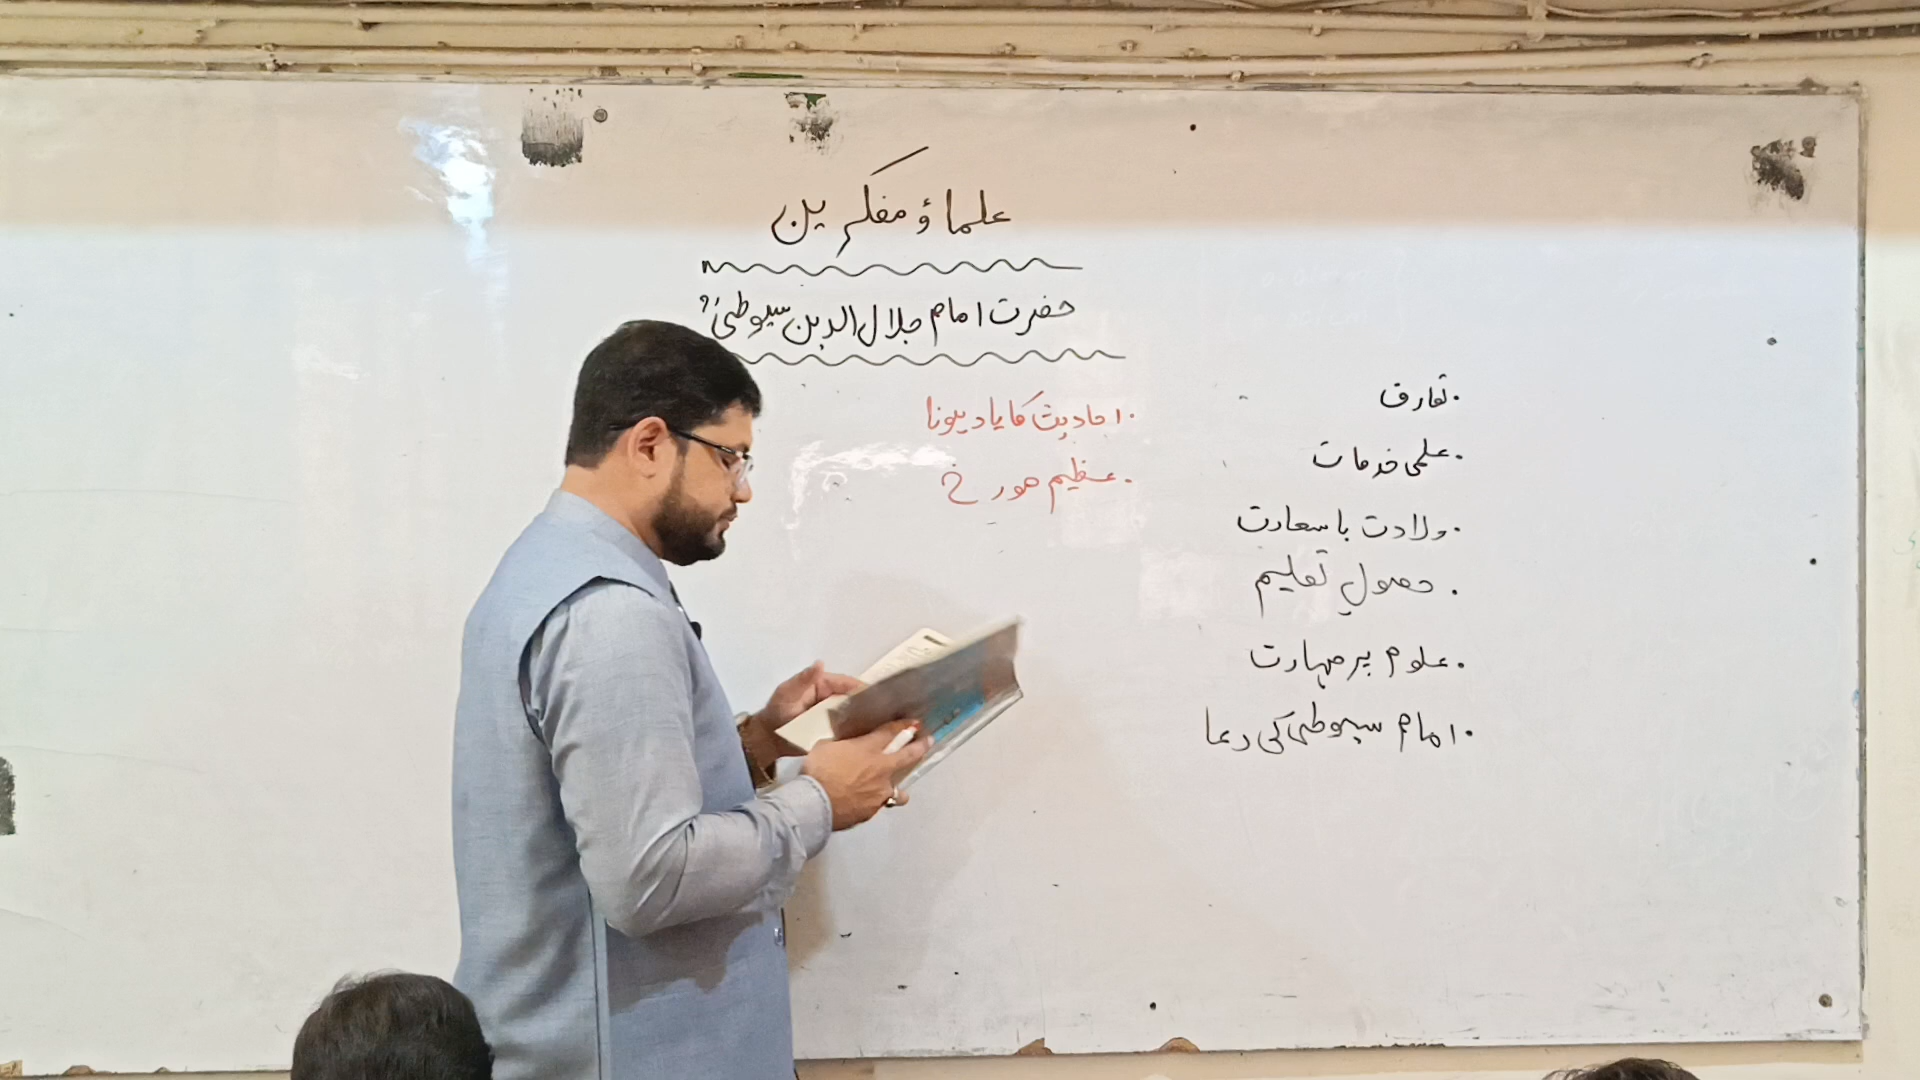 علماؤ مفکرین
حضرت امام جلال الدین سیوطیؒ
۔تعارف
۔علمی خدمات
۔ولادت باسعادت
۔حصولِ تعلیم
۔علوم پر مہارت
۔امام سیوطی کی دعا
۔احادیث کا یاد ہونا
۔عظیم مورخ